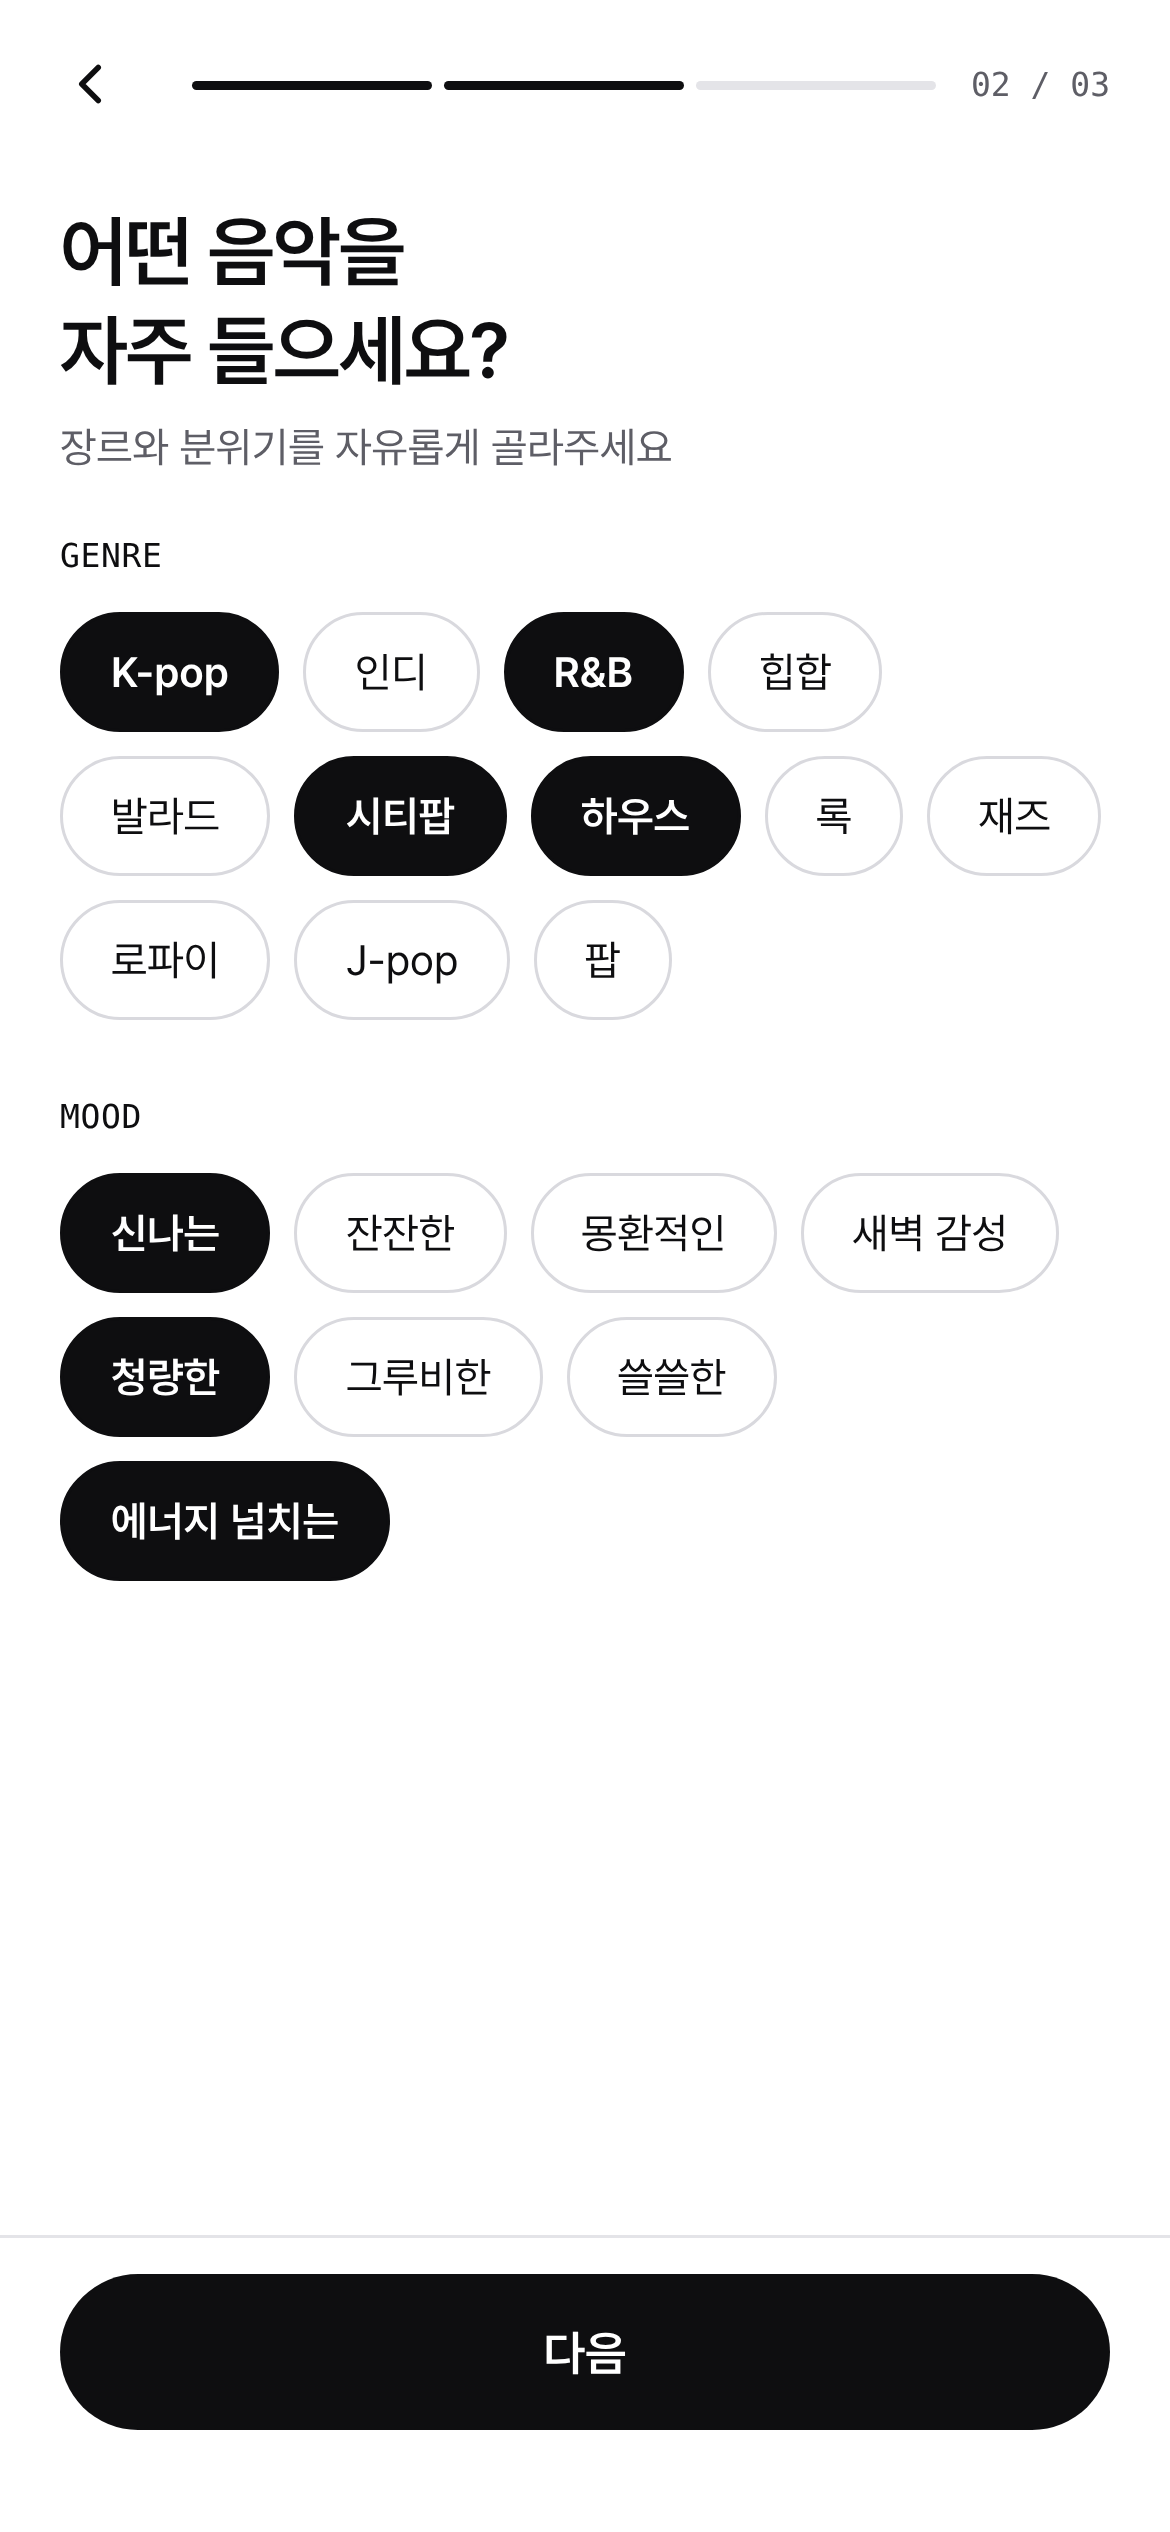 02 / 03
어떤 음악을
자주 들으세요?
장르와 분위기를 자유롭게 골라주세요
GENRE
K-pop 인디 R&B 힙합
발라드 시티팝 하우스 록 재즈
로파이 J-pop 팝
MOOD
신나는 잔잔한 몽환적인 새벽 감성
청량한 그루비한 쓸쓸한
에너지 넘치는
다음